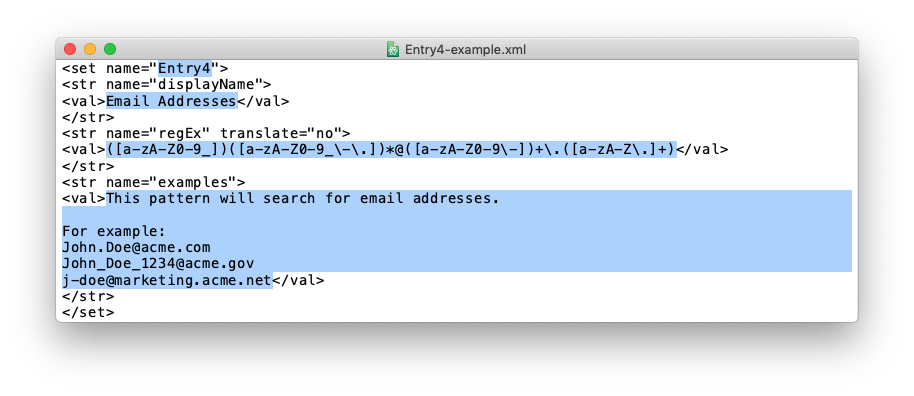 Entry4-example.xml
<set name="Entry4">
<str name="displayName">
<val>Email Addresses</val>
</str>
<str name="regEx" translate="no">
<val>([a-zA-Z0-9_])([a-zA-Z0-9_\-\.])*@([a-zA-Z0-9\-])+\.([a-zA-Z\.]+)</val>
</str>
<str name="examples">
<val>This pattern will search for email addresses.
For example:
John.Doe@acme.com
John_Doe_1234@acme.gov
j-doe@marketing.acme.net</val>
</str>
</set>